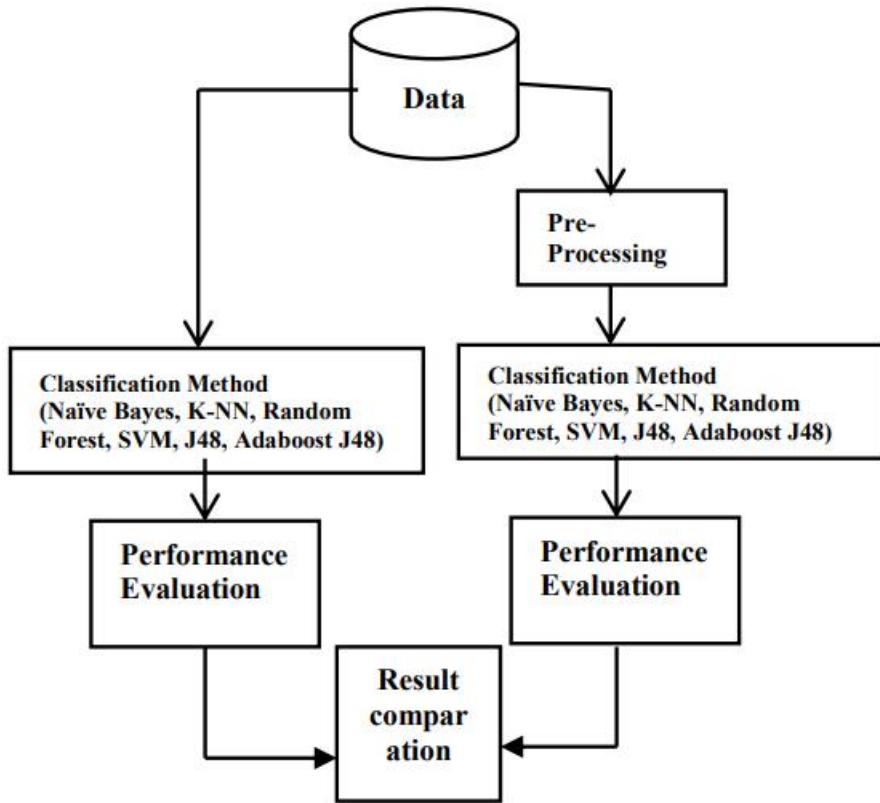 Data
Pre-
Processing
Classification Method
(Naïve Bayes, K-NN, Random
Forest, SVM, J48, Adaboost J48)
Classification Method
(Naïve Bayes, K-NN, Random
Forest, SVM, J48, Adaboost J48)
Performance
Evaluation
Performance
Evaluation
Result
compar
ation